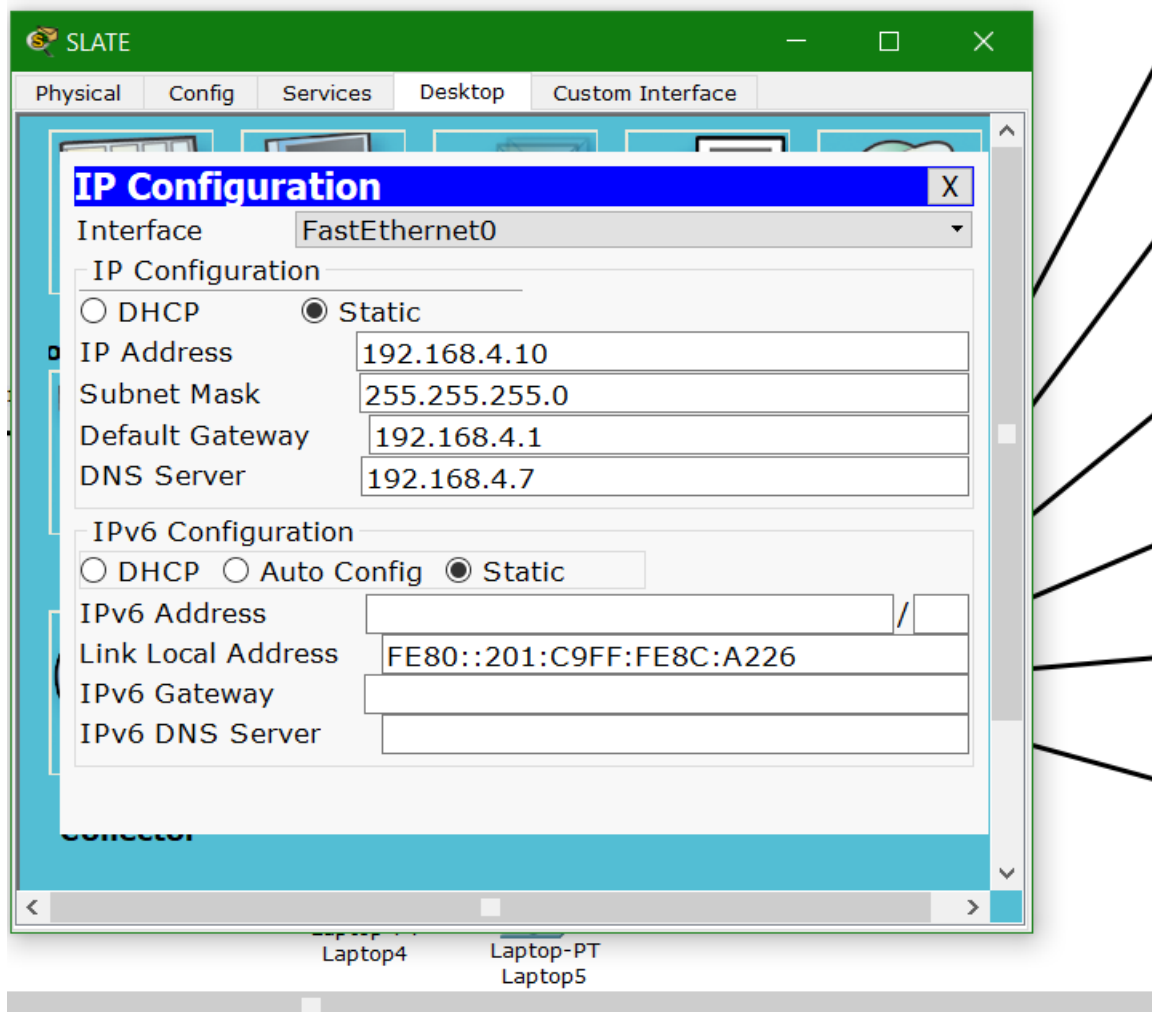 SLATE
Physical Config Services Desktop Custom Interface
IP Configuration X
Interface FastEthernet0
IP Configuration
DHCP Static
IP Address 192.168.4.10
Subnet Mask 255.255.255.0
Default Gateway 192.168.4.1
DNS Server 192.168.4.7
IPv6 Configuration
DHCP Auto Config Static
IPv6 Address /
Link Local Address FE80::201:C9FF:FE8C:A226
IPv6 Gateway
IPv6 DNS Server
Laptop4
Laptop-PT
Laptop5